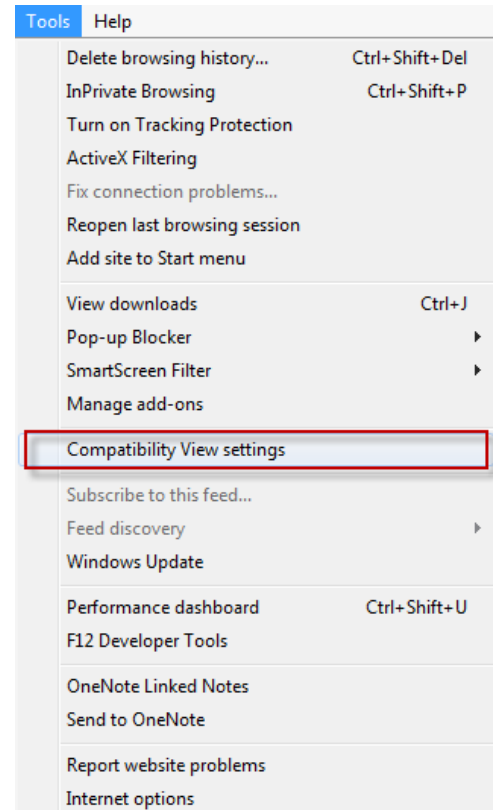 Tools Help
Delete browsing history... Ctrl+Shift+Del
InPrivate Browsing Ctrl+Shift+P
Turn on Tracking Protection
ActiveX Filtering
Fix connection problems...
Reopen last browsing session
Add site to Start menu
View downloads Ctrl+J
Pop-up Blocker
SmartScreen Filter
Manage add-ons
Compatibility View settings
Subscribe to this feed...
Feed discovery
Windows Update
Performance dashboard Ctrl+Shift+U
F12 Developer Tools
OneNote Linked Notes
Send to OneNote
Report website problems
Internet options